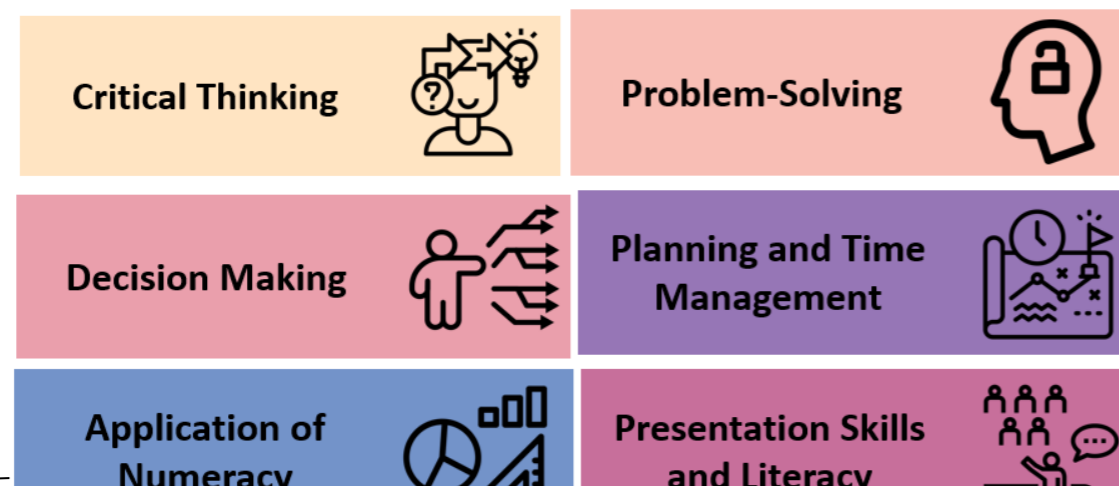 Critical Thinking
Problem-Solving
Decision Making
Planning and Time
Management
Application of
Numeracy
Presentation Skills
and Literacy